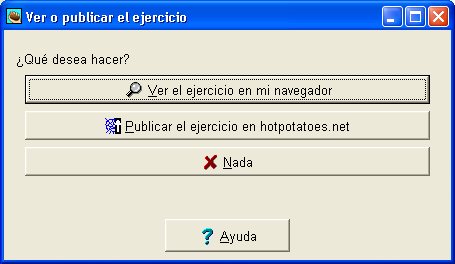 Ver o publicar el ejercicio
¿Qué desea hacer?
Ver el ejercicio en mi navegador
Publicar el ejercicio en hotpotatoes.net
Nada
Ayuda